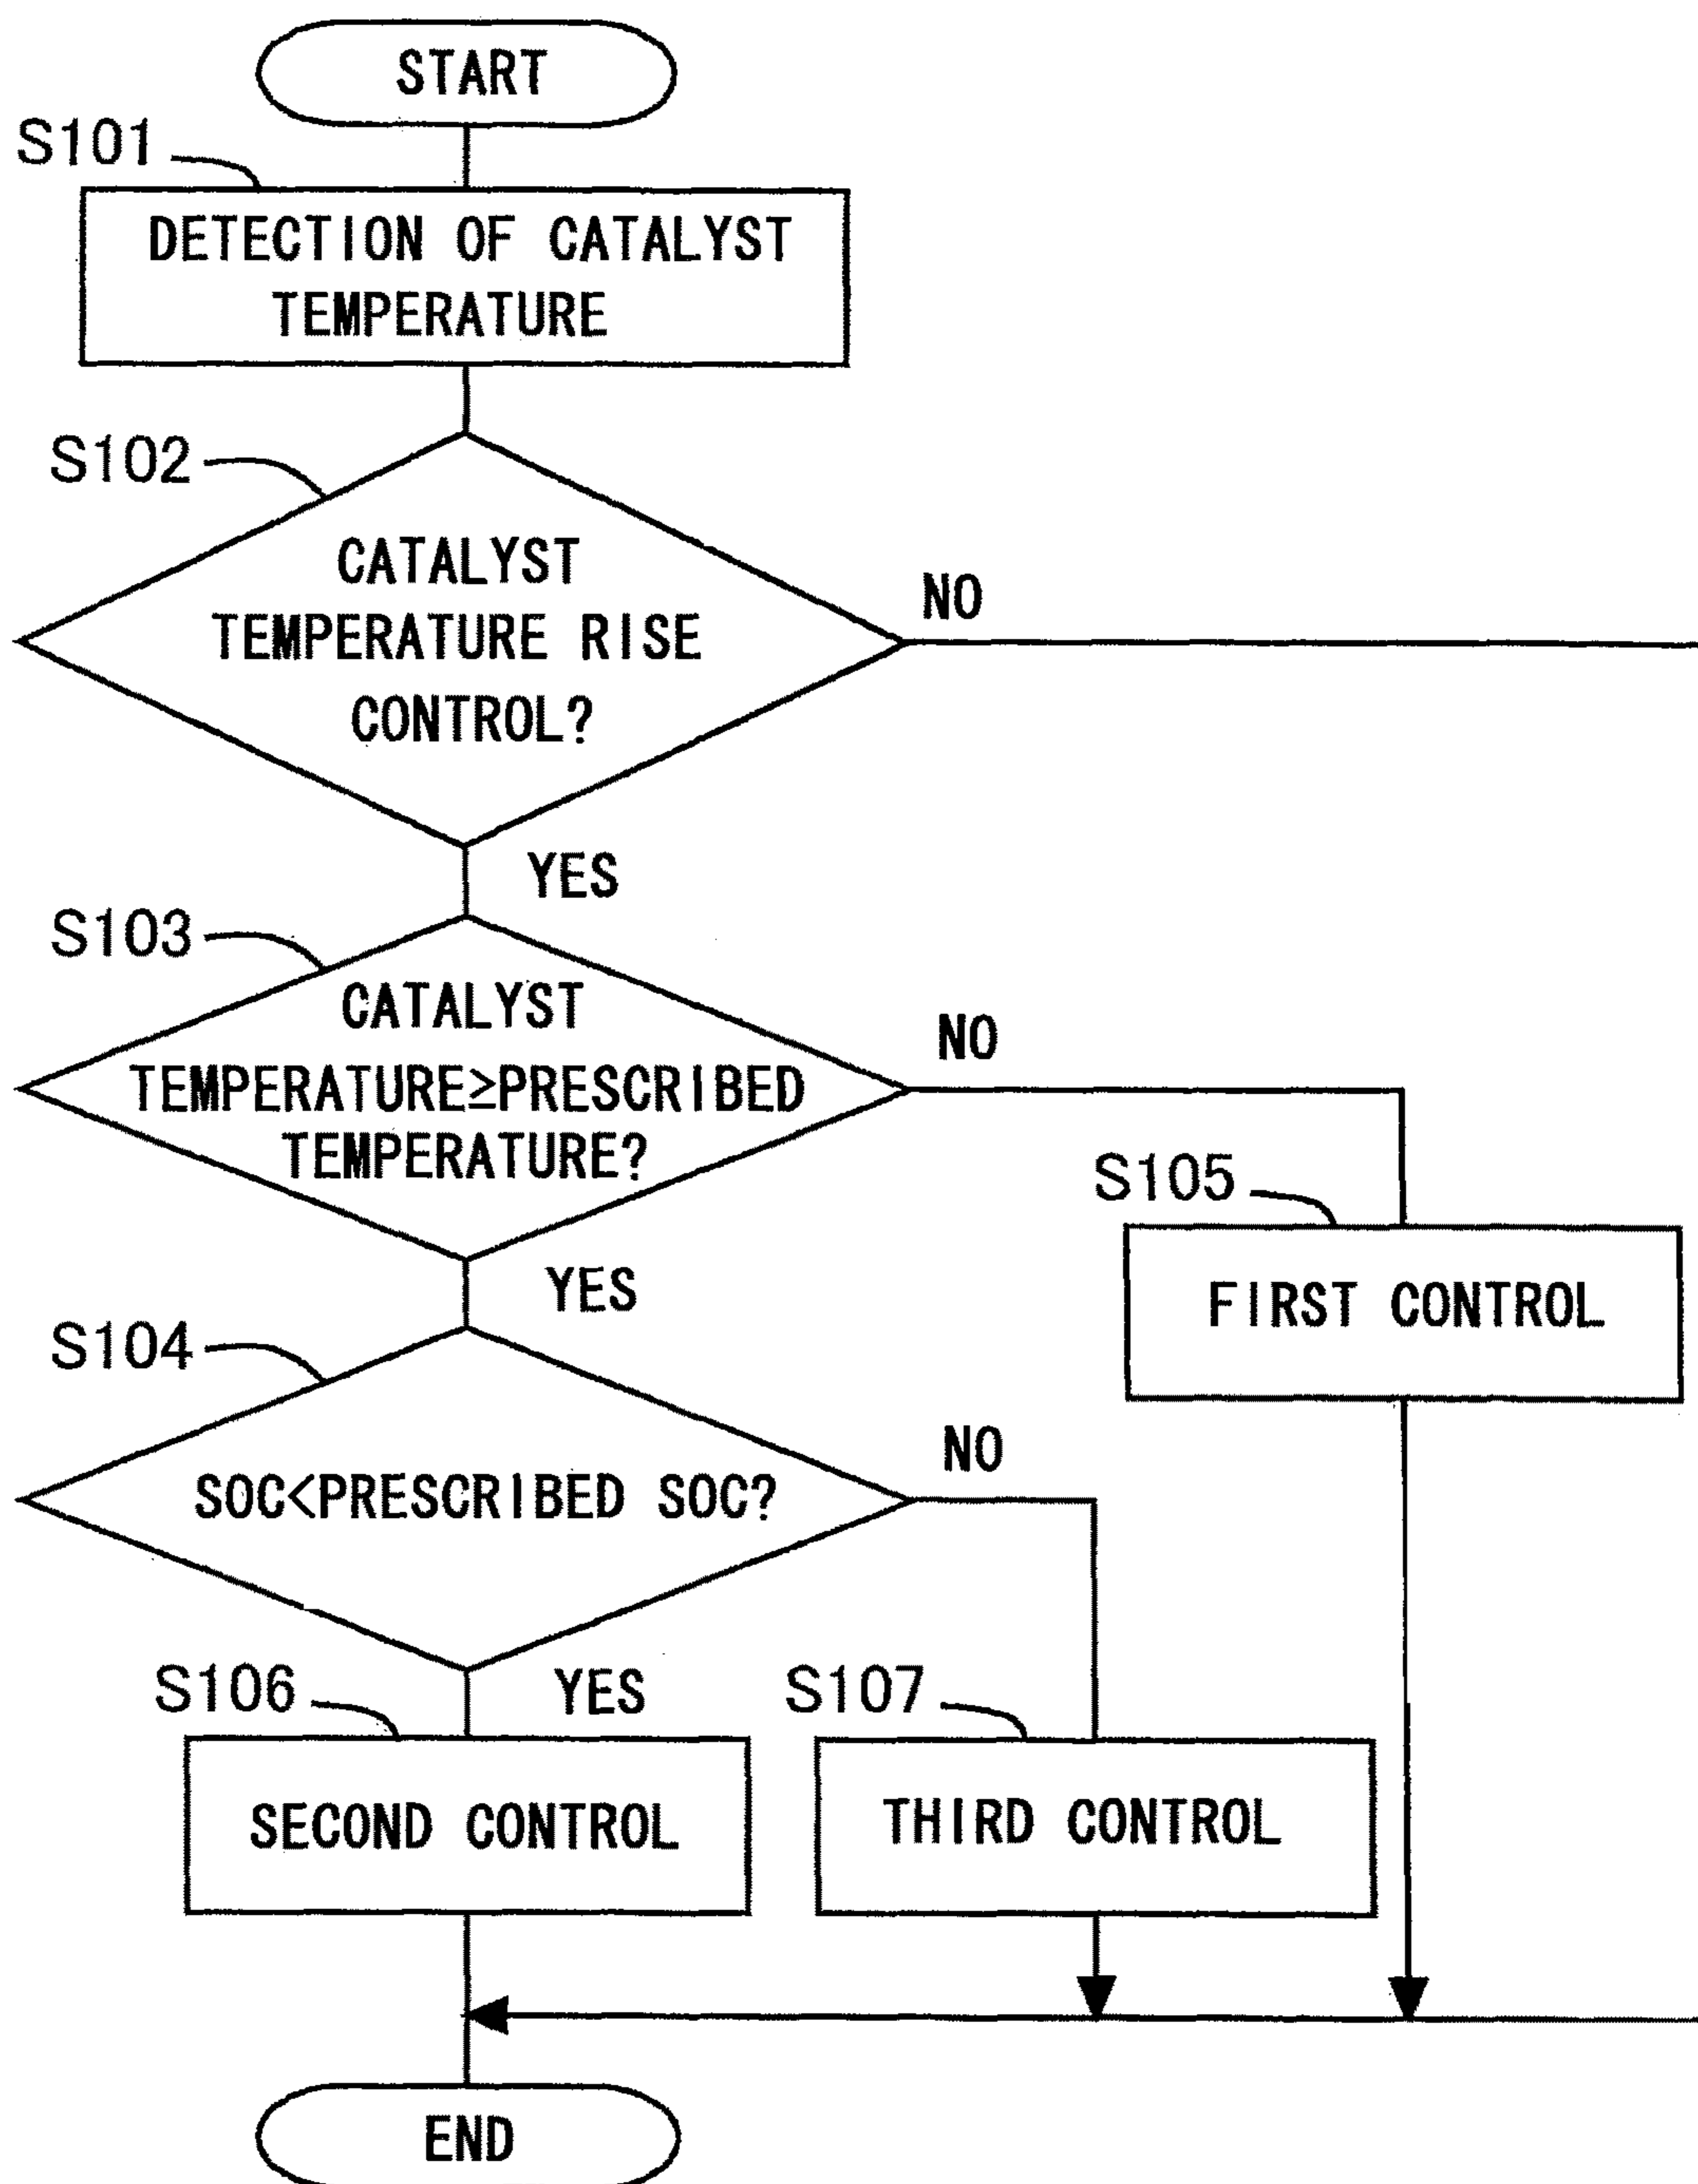 START
S101
DETECTION OF CATALYST
TEMPERATURE
S102
CATALYST
TEMPERATURE RISE
CONTROL?
NO
YES
S103
CATALYST
TEMPERATURE≥PRESCRIBED
TEMPERATURE?
NO
YES
S105
FIRST CONTROL
S104
SOC<PRESCRIBED SOC?
NO
YES
S106
SECOND CONTROL
S107
THIRD CONTROL
END